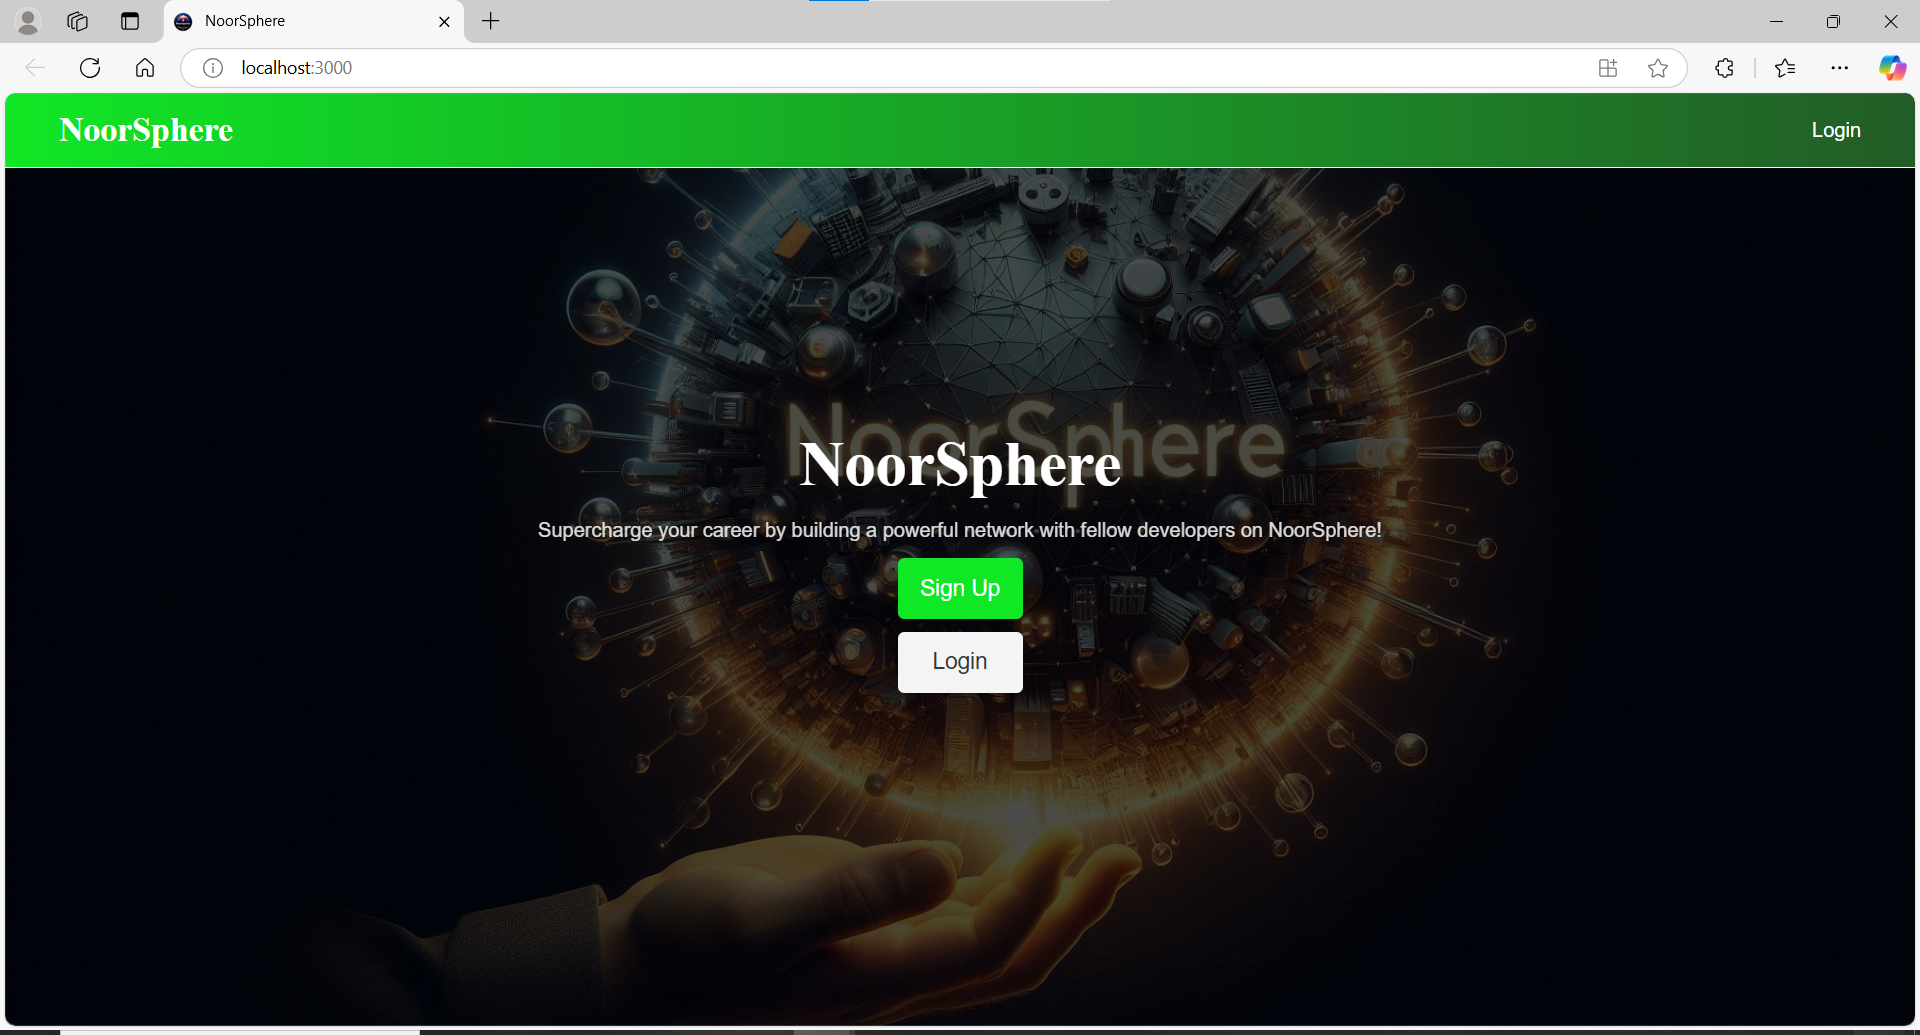 NoorSphere
localhost:3000
NoorSphere
Login
NoorSphere
NoorSphere
Supercharge your career by building a powerful network with fellow developers on NoorSphere!
Sign Up
Login